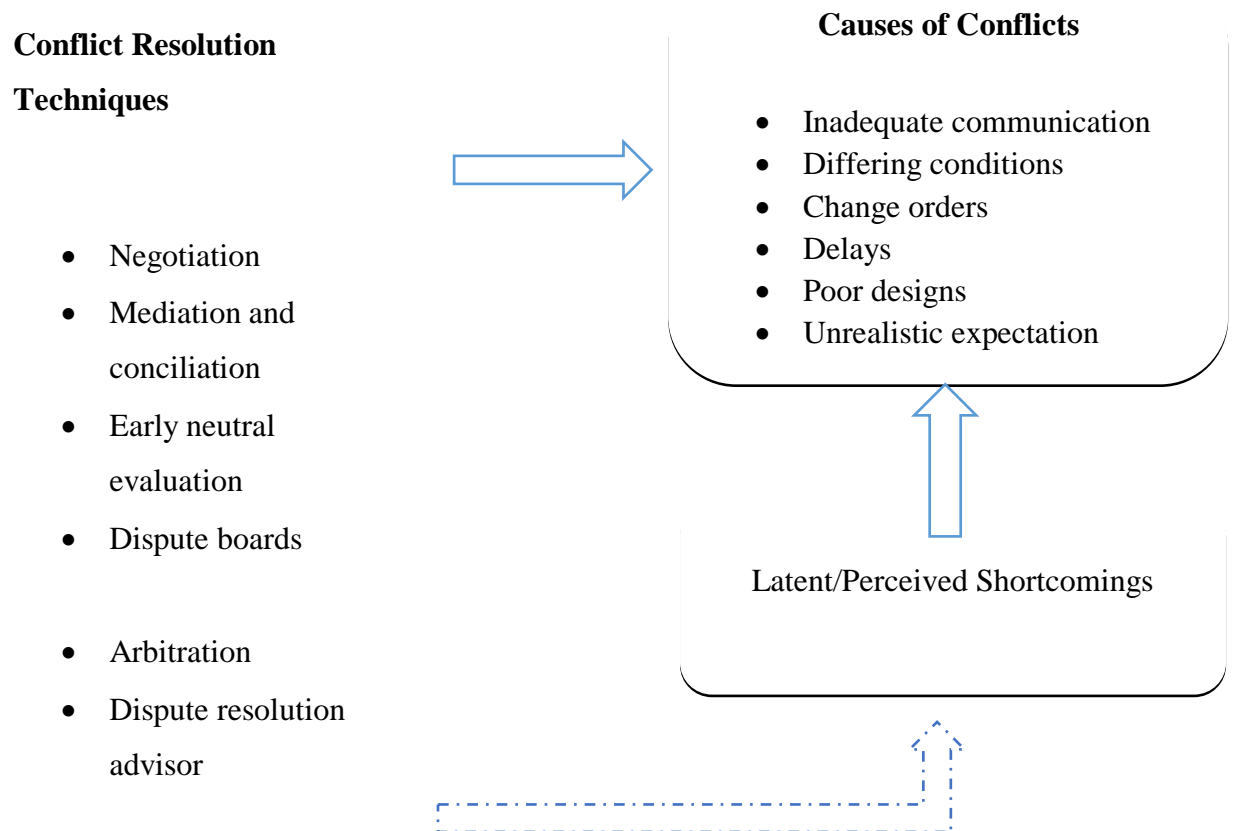 Conflict Resolution
Techniques
• Negotiation
• Mediation and
conciliation
• Early neutral
evaluation
• Dispute boards
• Arbitration
• Dispute resolution
advisor
Causes of Conflicts
• Inadequate communication
• Differing conditions
• Change orders
• Delays
• Poor designs
• Unrealistic expectation
Latent/Perceived Shortcomings